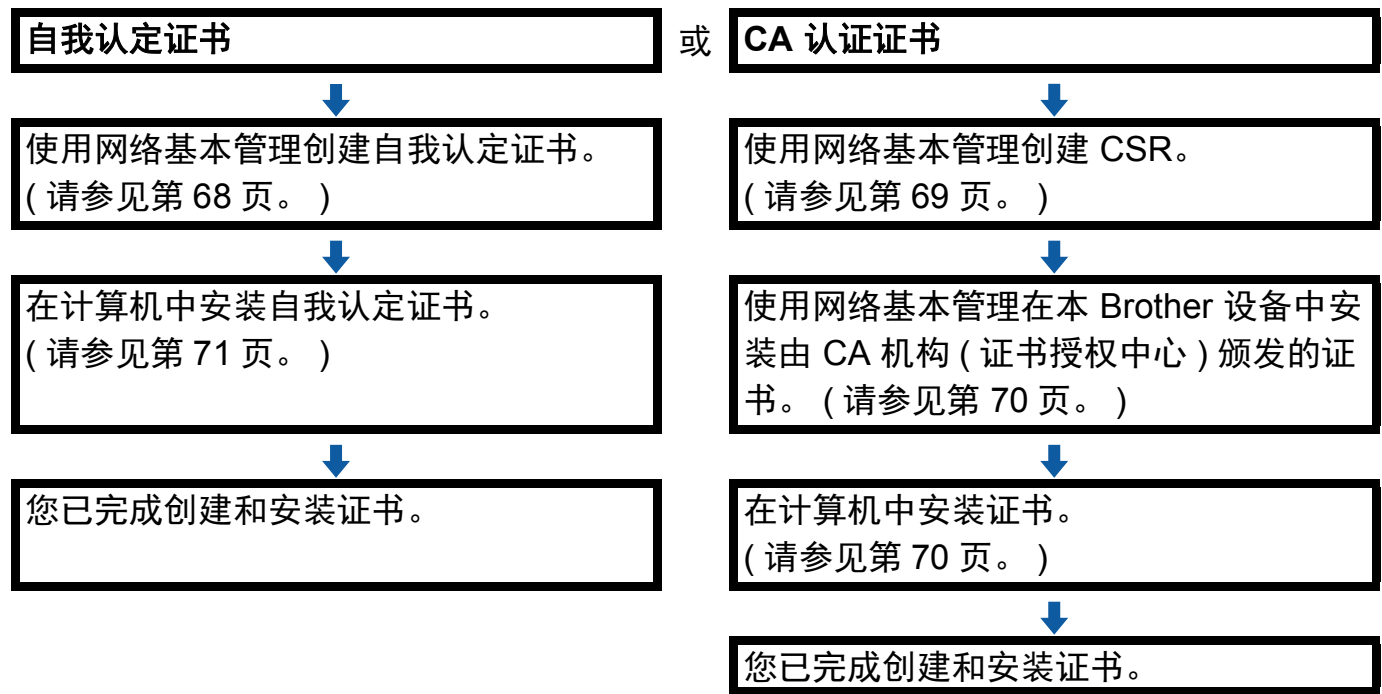 自我认定证书
或
CA 认证证书
使用网络基本管理创建自我认定证书。
( 请参见第 68 页。 )
使用网络基本管理创建 CSR。
( 请参见第 69 页。 )
在计算机中安装自我认定证书。
( 请参见第 71 页。 )
使用网络基本管理在本 Brother 设备中安
装由 CA 机构 ( 证书授权中心 ) 颁发的证
书。 ( 请参见第 70 页。 )
您已完成创建和安装证书。
在计算机中安装证书。
( 请参见第 70 页。 )
您已完成创建和安装证书。